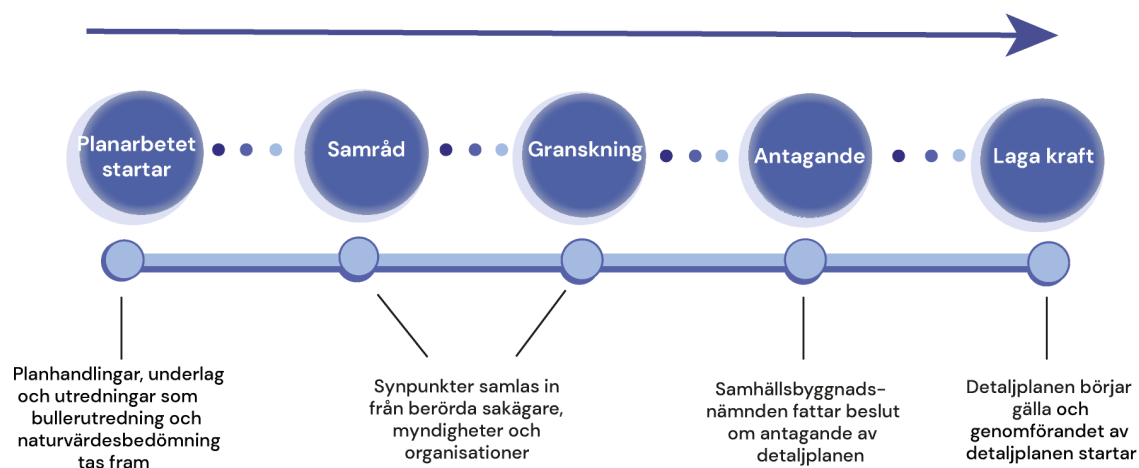 Planarbetet
startar
Samråd
Granskning
Antagande
Laga kraft
Planhandlingar, underlag
och utredningar som
bullerutredning och
naturvärdesbedömning
tas fram
Synpunkter samlas in
från berörda sakägare,
myndigheter och
organisationer
Samhällsbyggnads-
nämnden fattar beslut
om antagande av
detaljplanen
Detaljplanen börjar
gälla och
genomförandet av
detaljplanen startar